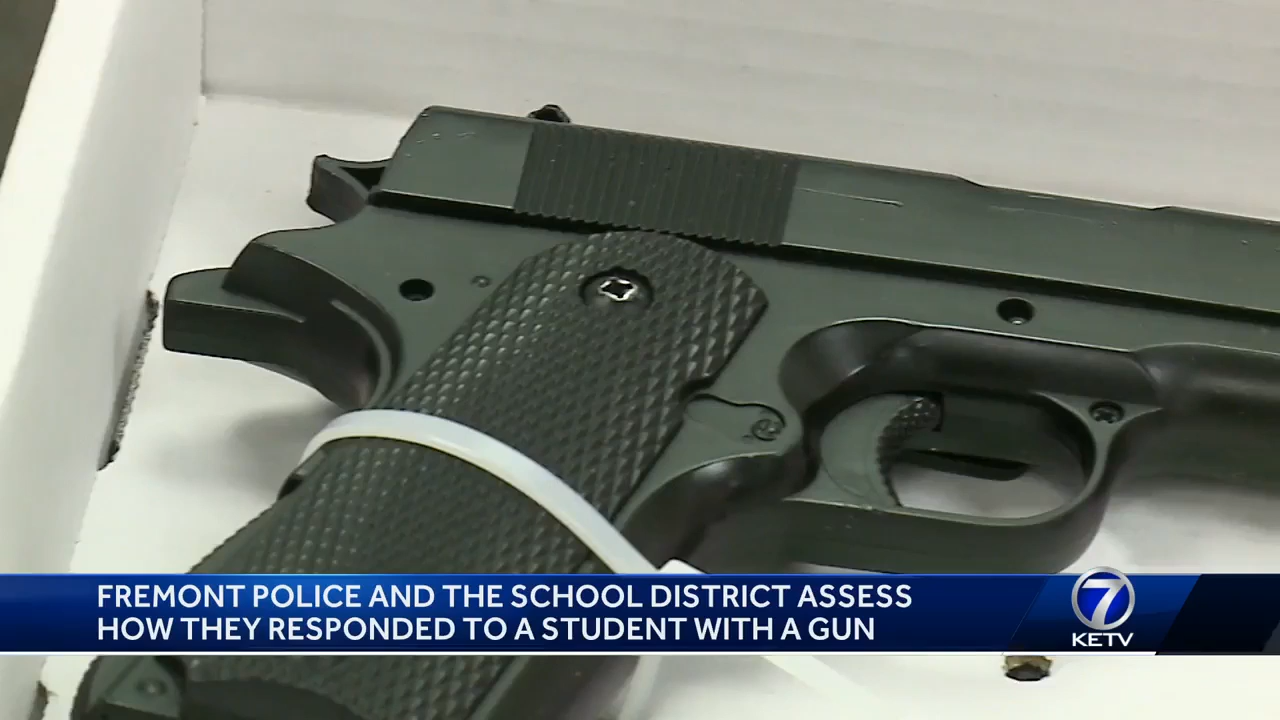 FREMONT POLICE AND THE SCHOOL DISTRICT ASSESS
HOW THEY RESPONDED TO A STUDENT WITH A GUN
7
KETV